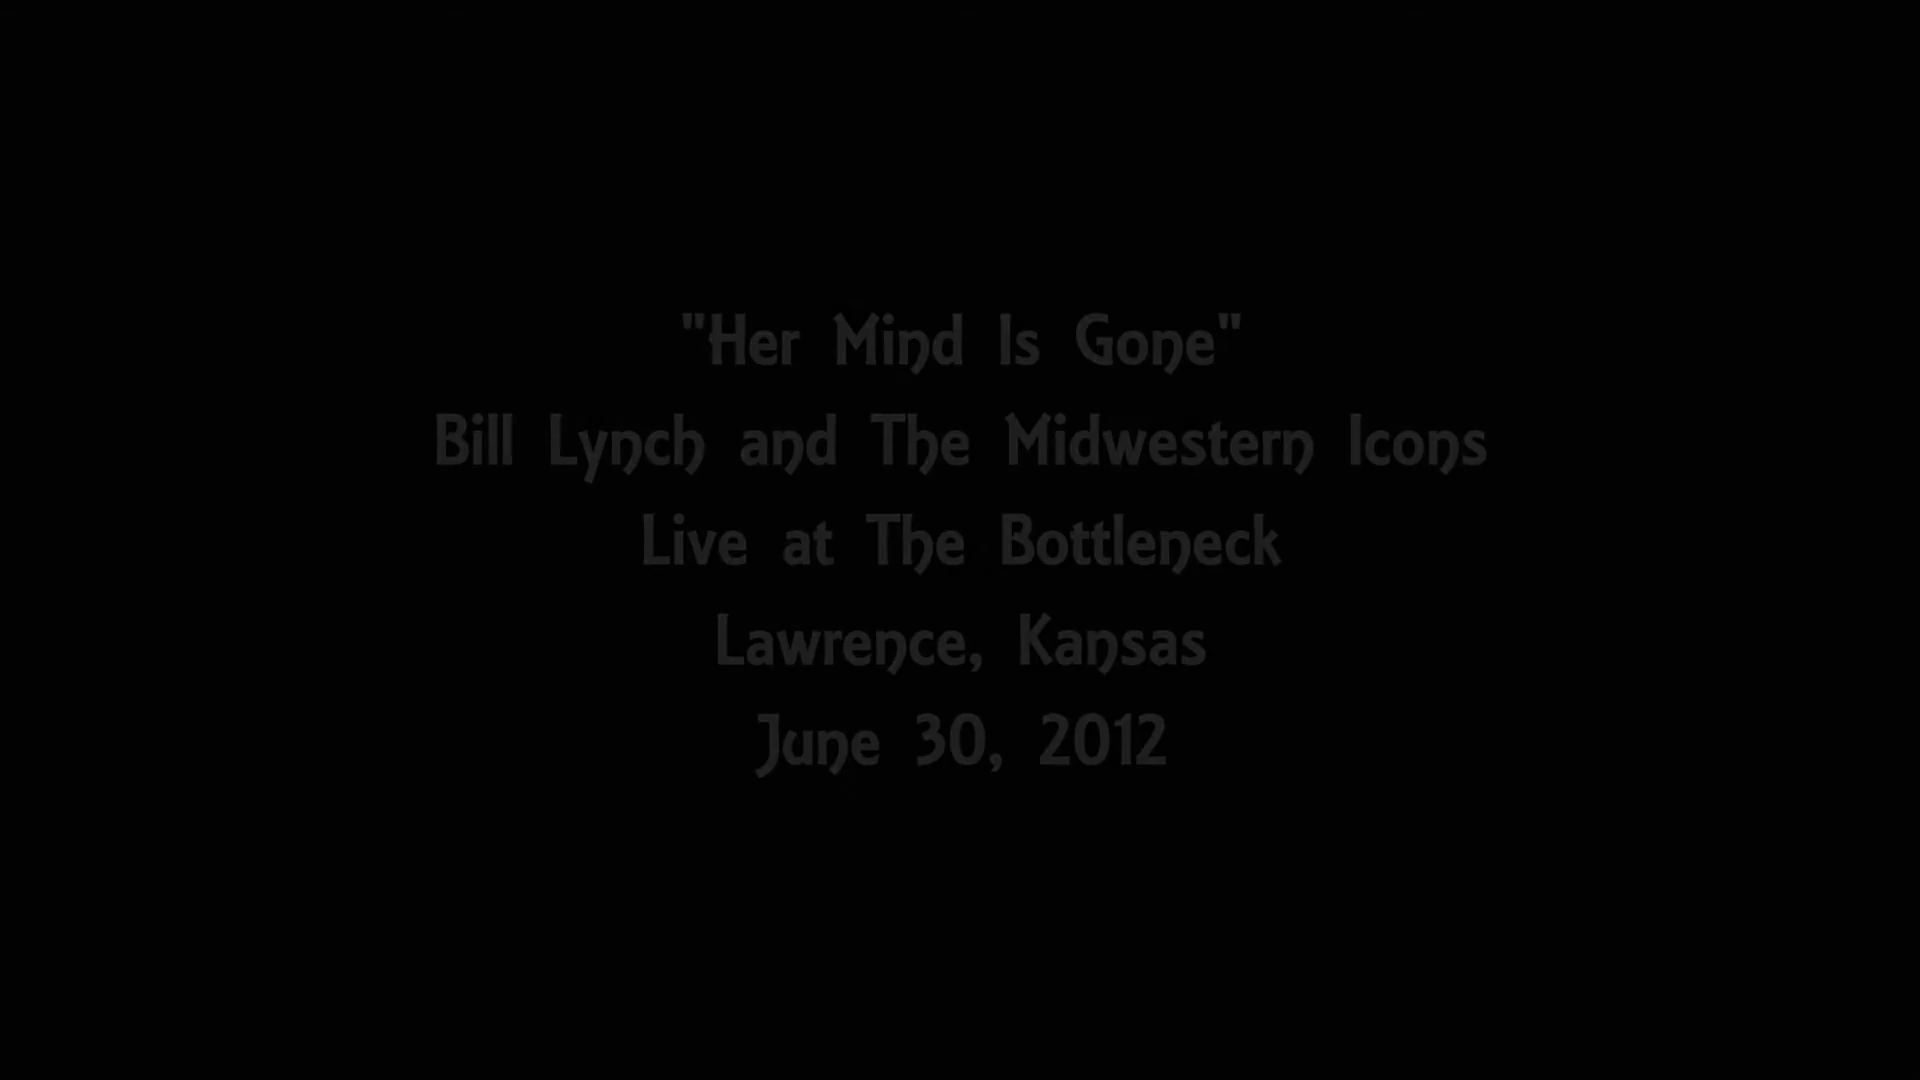 "Her Mind Is Gone"
Bill Lynch and The Midwestern Icons
Live at The Bottleneck
Lawrence, Kansas
June 30, 2012